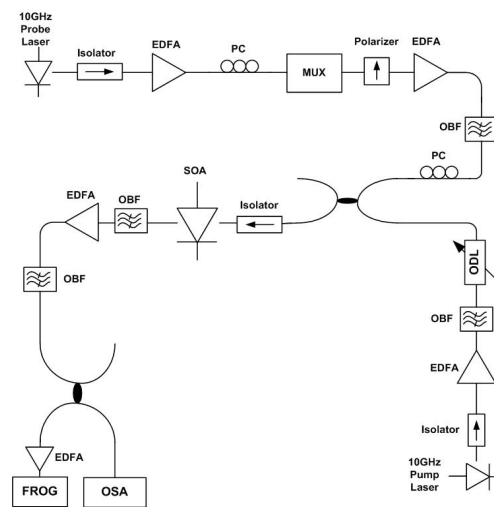 10GHz
Probe
Laser
Isolator
EDFA
PC
MUX
Polarizer
EDFA
OBF
PC
SOA
EDFA
OBF
Isolator
OBF
ODL
OBF
EDFA
Isolator
10GHz
Pump
Laser
EDFA
FROG
OSA